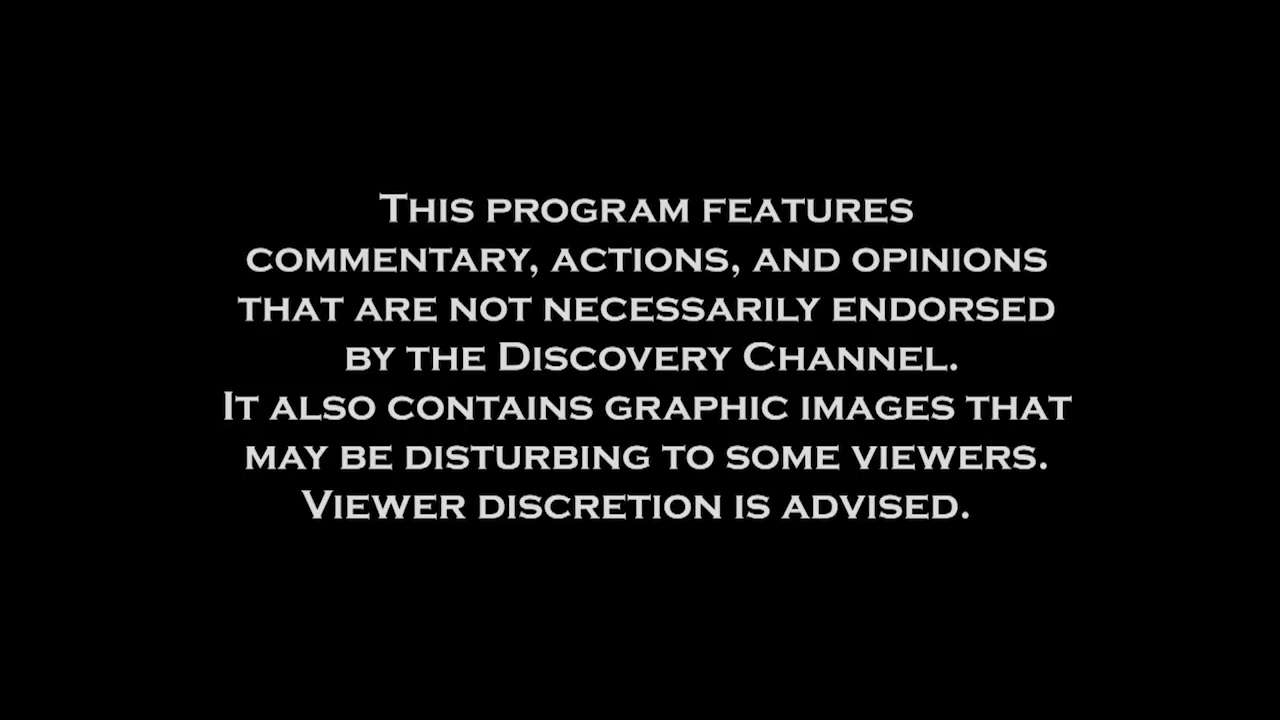 This program features
commentary, actions, and opinions
that are not necessarily endorsed
by the Discovery Channel.
It also contains graphic images that
may be disturbing to some viewers.
Viewer discretion is advised.